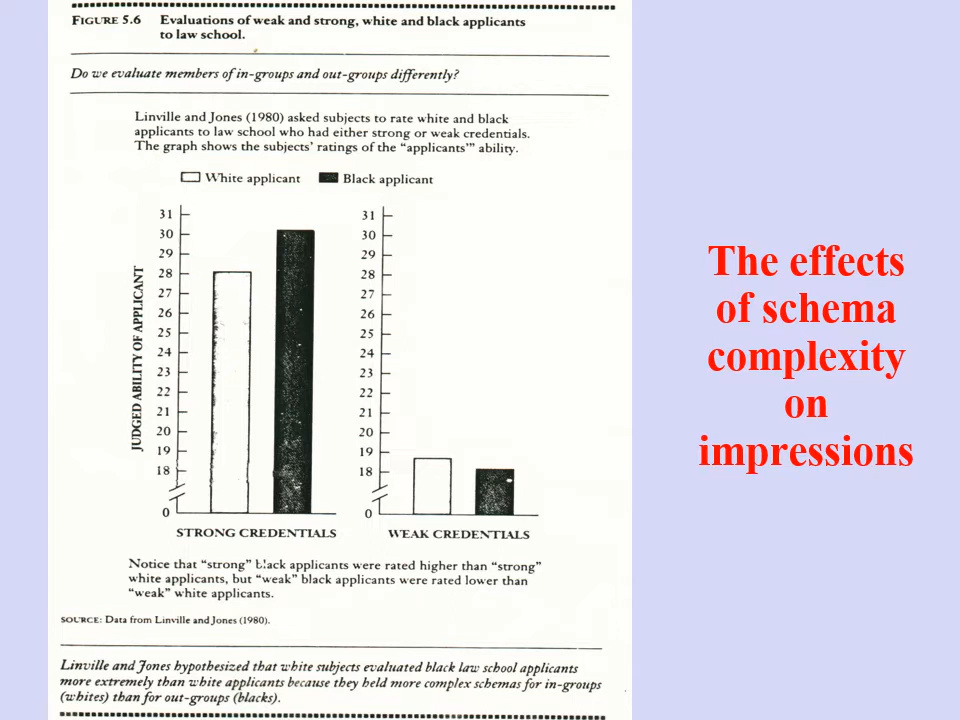 FIGURE 5.6 Evaluations of weak and strong, white and black applicants
to law school.
Do we evaluate members of in-groups and out-groups differently?
Linville and Jones (1980) asked subjects to rate white and black
applicants to law school who had either strong or weak credentials.
The graph shows the subjects' ratings of the "applicants'" ability.
White applicant Black applicant
JUDGED ABILITY OF APPLICANT
31
30
29
28
27
26
25
24
23
22
21
20
19
18
0
STRONG CREDENTIALS
31
30
29
28
27
26
25
24
23
22
21
20
19
18
0
WEAK CREDENTIALS
Notice that "strong" black applicants were rated higher than "strong"
white applicants, but "weak" black applicants were rated lower than
"weak" white applicants.
SOURCE: Data from Linville and Jones (1980).
Linville and Jones hypothesized that white subjects evaluated black law school applicants
more extremely than white applicants because they held more complex schemas for in-groups
(whites) than for out-groups (blacks).
The effects
of schema
complexity
on
impressions